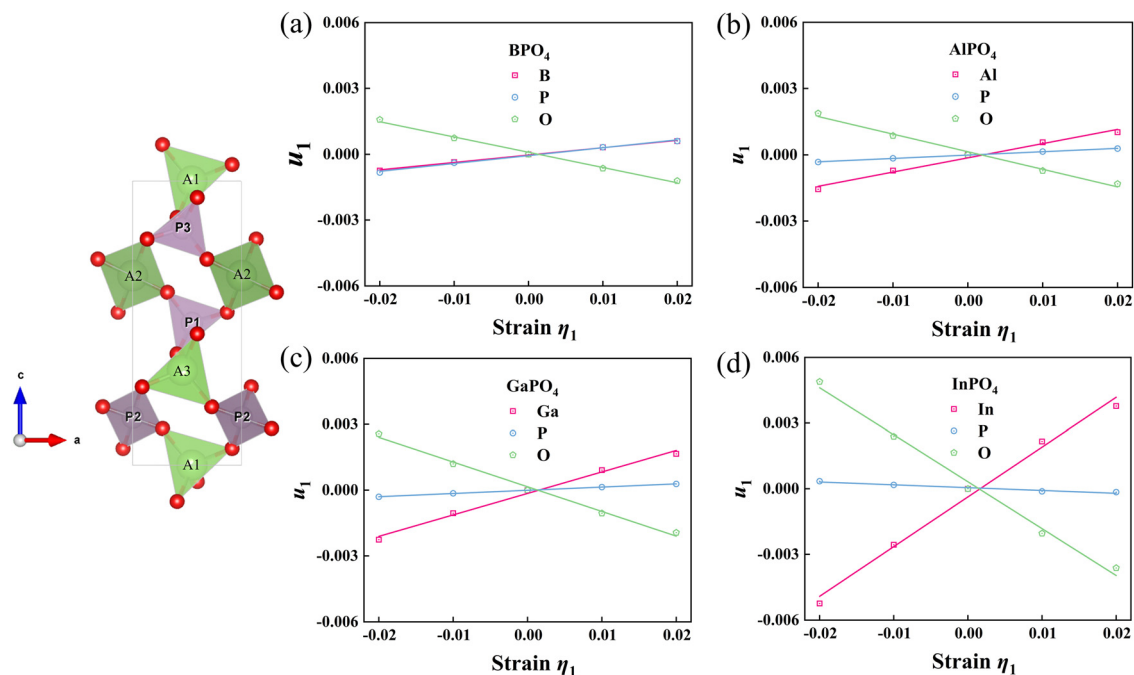 A1
P3
A2
A2
P1
A3
P2
P2
A1
c
a
(a)
0.006
0.003
0.000
-0.003
-0.006
u₁
BPO₄
B
P
O
-0.02
-0.01
0.00
0.01
0.02
Strain η₁
(b)
0.006
0.003
0.000
-0.003
-0.006
AlPO₄
Al
P
O
-0.02
-0.01
0.00
0.01
0.02
Strain η₁
(c)
0.006
0.003
0.000
-0.003
-0.006
u₁
GaPO₄
Ga
P
O
-0.02
-0.01
0.00
0.01
0.02
Strain η₁
(d)
0.006
0.003
0.000
-0.003
-0.006
u₁
InPO₄
In
P
O
-0.02
-0.01
0.00
0.01
0.02
Strain η₁